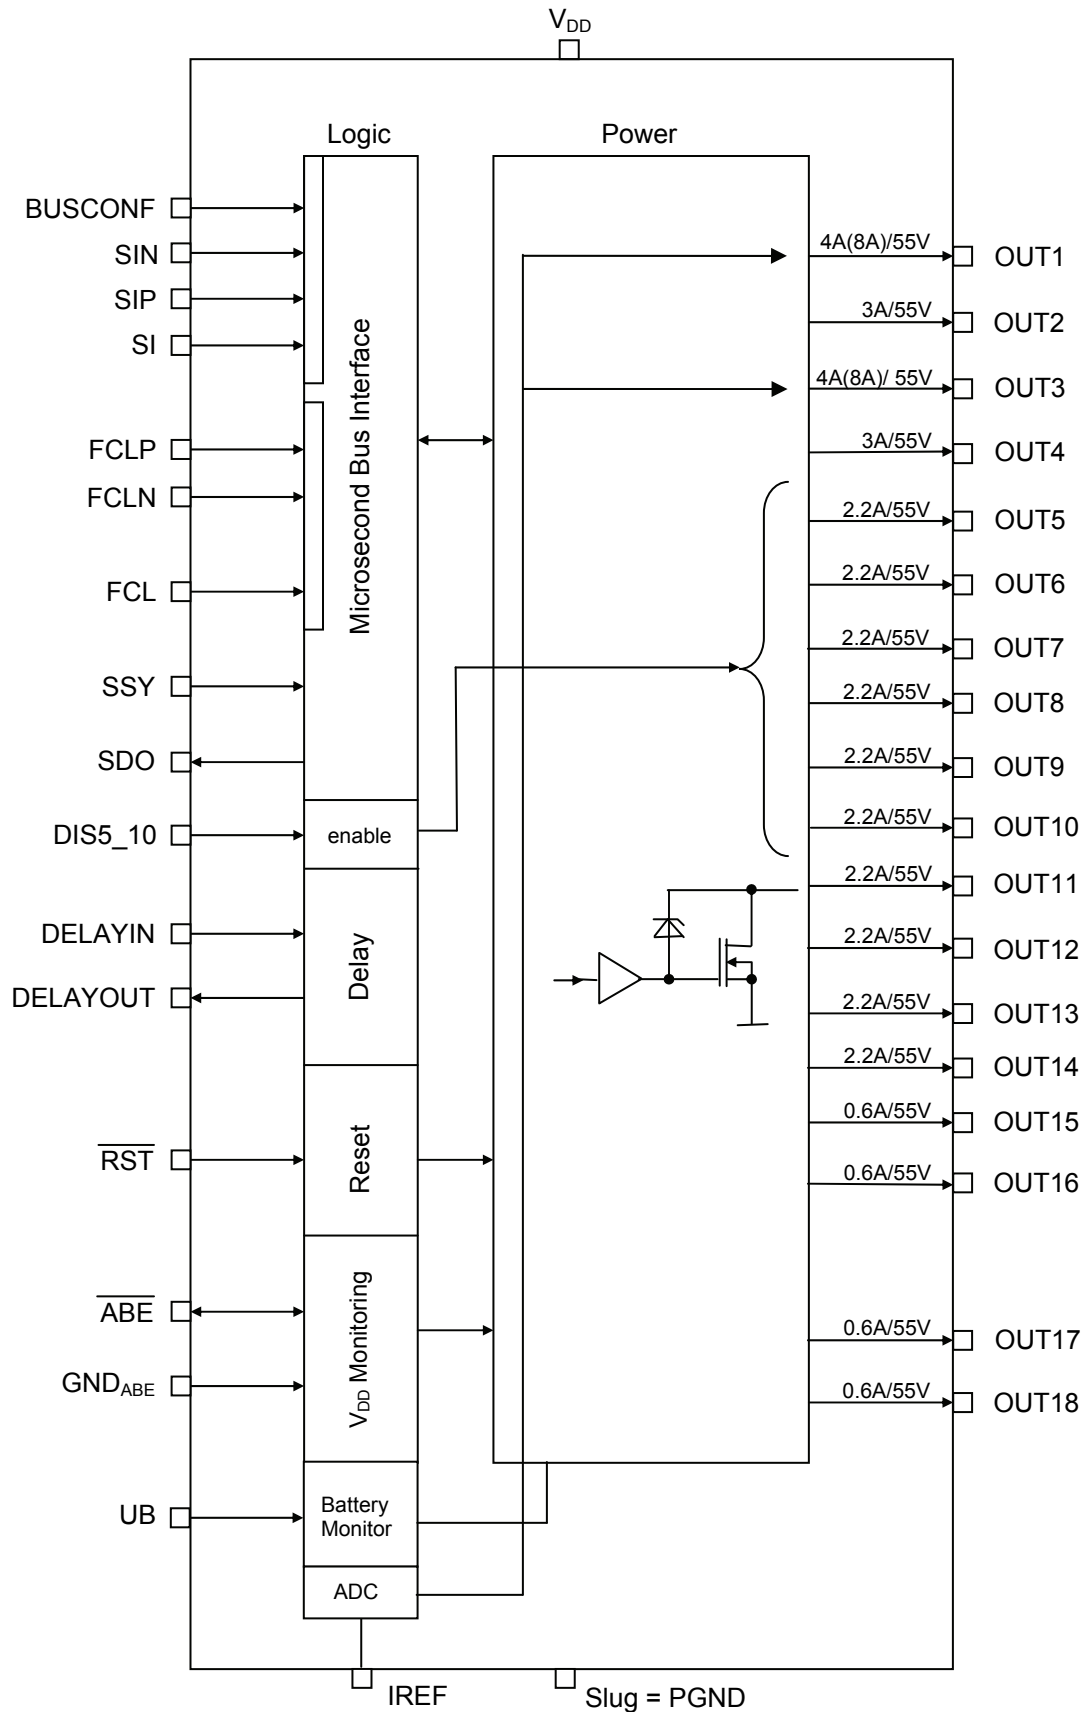 VDD
Logic
Power
BUSCONF
SIN
SIP
SI
FCLP
FCLN
FCL
SSY
SDO
DIS5_10
DELAYIN
DELAYOUT
RST
ABE
GNDABE
UB
Microsecond Bus Interface
enable
Delay
Reset
VDD Monitoring
Battery
Monitor
ADC
4A(8A)/55V OUT1
3A/55V OUT2
4A(8A)/ 55V OUT3
3A/55V OUT4
2.2A/55V OUT5
2.2A/55V OUT6
2.2A/55V OUT7
2.2A/55V OUT8
2.2A/55V OUT9
2.2A/55V OUT10
2.2A/55V OUT11
2.2A/55V OUT12
2.2A/55V OUT13
2.2A/55V OUT14
0.6A/55V OUT15
0.6A/55V OUT16
0.6A/55V OUT17
0.6A/55V OUT18
IREF
Slug = PGND